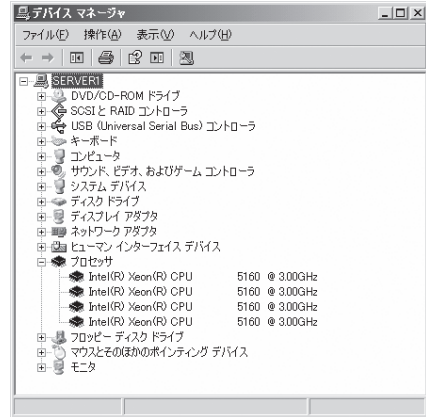 デバイス マネージャ
ファイル(F) 操作(A) 表示(V) ヘルプ(H)
SERVER1
DVD/CD-ROM ドライブ
SCSI と RAID コントローラ
USB (Universal Serial Bus) コントローラ
キーボード
コンピュータ
サウンド、ビデオ、およびゲーム コントローラ
システム デバイス
ディスク ドライブ
ディスプレイ アダプタ
ネットワーク アダプタ
ヒューマン インターフェイス デバイス
プロセッサ
Intel(R) Xeon(R) CPU 5160 @ 3.00GHz
Intel(R) Xeon(R) CPU 5160 @ 3.00GHz
Intel(R) Xeon(R) CPU 5160 @ 3.00GHz
Intel(R) Xeon(R) CPU 5160 @ 3.00GHz
フロッピー ディスク ドライブ
マウスとそのほかのポインティング デバイス
モニタ